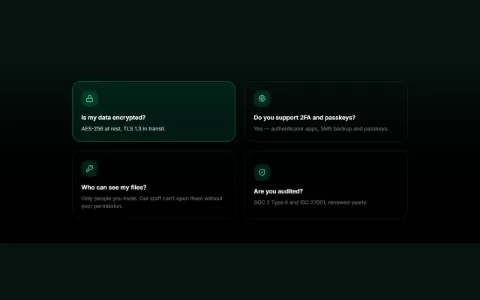 Is my data encrypted?
AES-256 at rest, TLS 1.3 in transit.
Do you support 2FA and passkeys?
Yes — authenticator apps, SMS backup and passkeys.
Who can see my files?
Only people you invite. Our staff can't open them without
your permission.
Are you audited?
SOC 2 Type II and ISO 27001, renewed yearly.